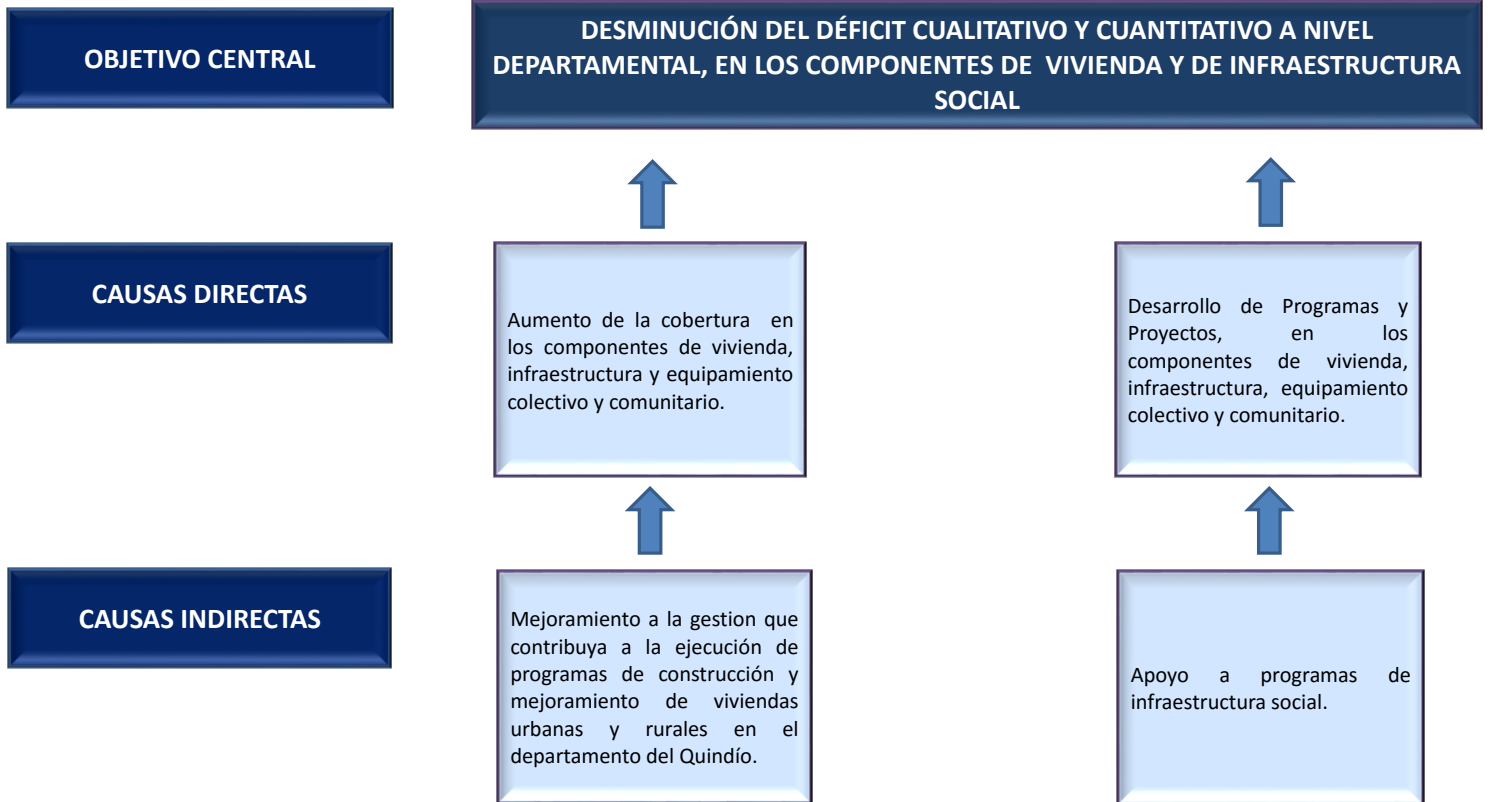 OBJETIVO CENTRAL
DESMINUCIÓN DEL DÉFICIT CUALITATIVO Y CUANTITATIVO A NIVEL
DEPARTAMENTAL, EN LOS COMPONENTES DE VIVIENDA Y DE INFRAESTRUCTURA
SOCIAL
CAUSAS DIRECTAS
Aumento de la cobertura en
los componentes de vivienda,
infraestructura y equipamiento
colectivo y comunitario.
Desarrollo de Programas y
Proyectos, en los
componentes de vivienda,
infraestructura, equipamiento
colectivo y comunitario.
CAUSAS INDIRECTAS
Mejoramiento a la gestion que
contribuya a la ejecución de
programas de construcción y
mejoramiento de viviendas
urbanas y rurales en el
departamento del Quindío.
Apoyo a programas de
infraestructura social.